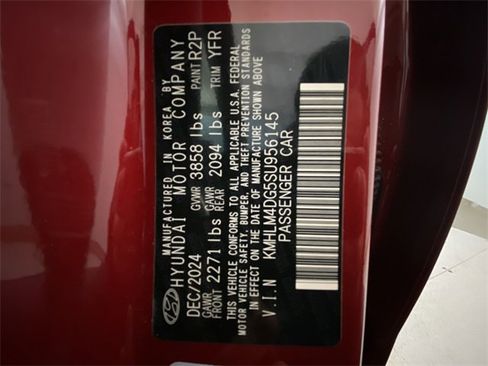 MANUFACTURED IN KOREA BY
HYUNDAI MOTOR COMPANY
DEC/2024 GVWR 3858 lbs PAINT R2P
GAWR FRONT 2271 lbs GAWR REAR 2094 lbs TRIM YFR
THIS VEHICLE CONFORMS TO ALL APPLICABLE U.S.A. FEDERAL
MOTOR VEHICLE SAFETY, BUMPER, AND THEFT PREVENTION STANDARDS
IN EFFECT ON THE DATE OF MANUFACTURE SHOWN ABOVE
V.I.N KMHLM4DG5SU956145
PASSENGER CAR